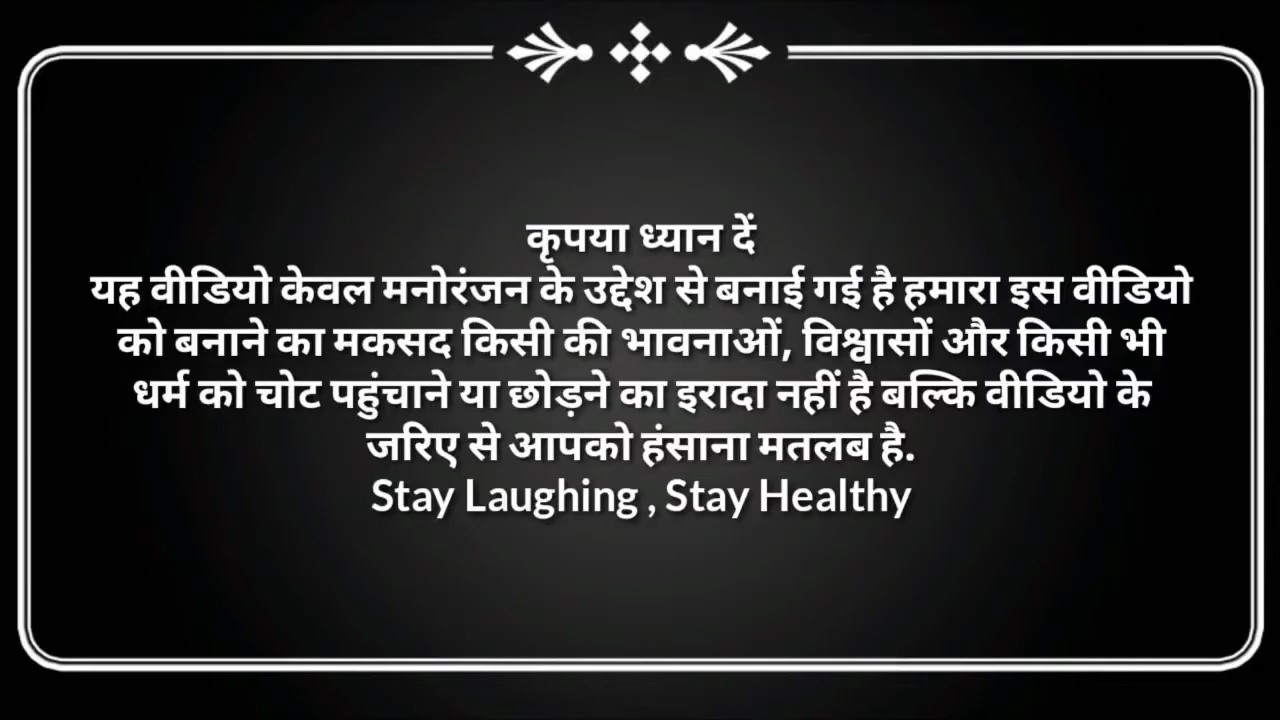 कृपया ध्यान दें
यह वीडियो केवल मनोरंजन के उद्देश से बनाई गई है हमारा इस वीडियो
को बनाने का मकसद किसी की भावनाओं, विश्वासों और किसी भी
धर्म को चोट पहुंचाने या छोड़ने का इरादा नहीं है बल्कि वीडियो के
जरिए से आपको हंसाना मतलब है.
Stay Laughing , Stay Healthy